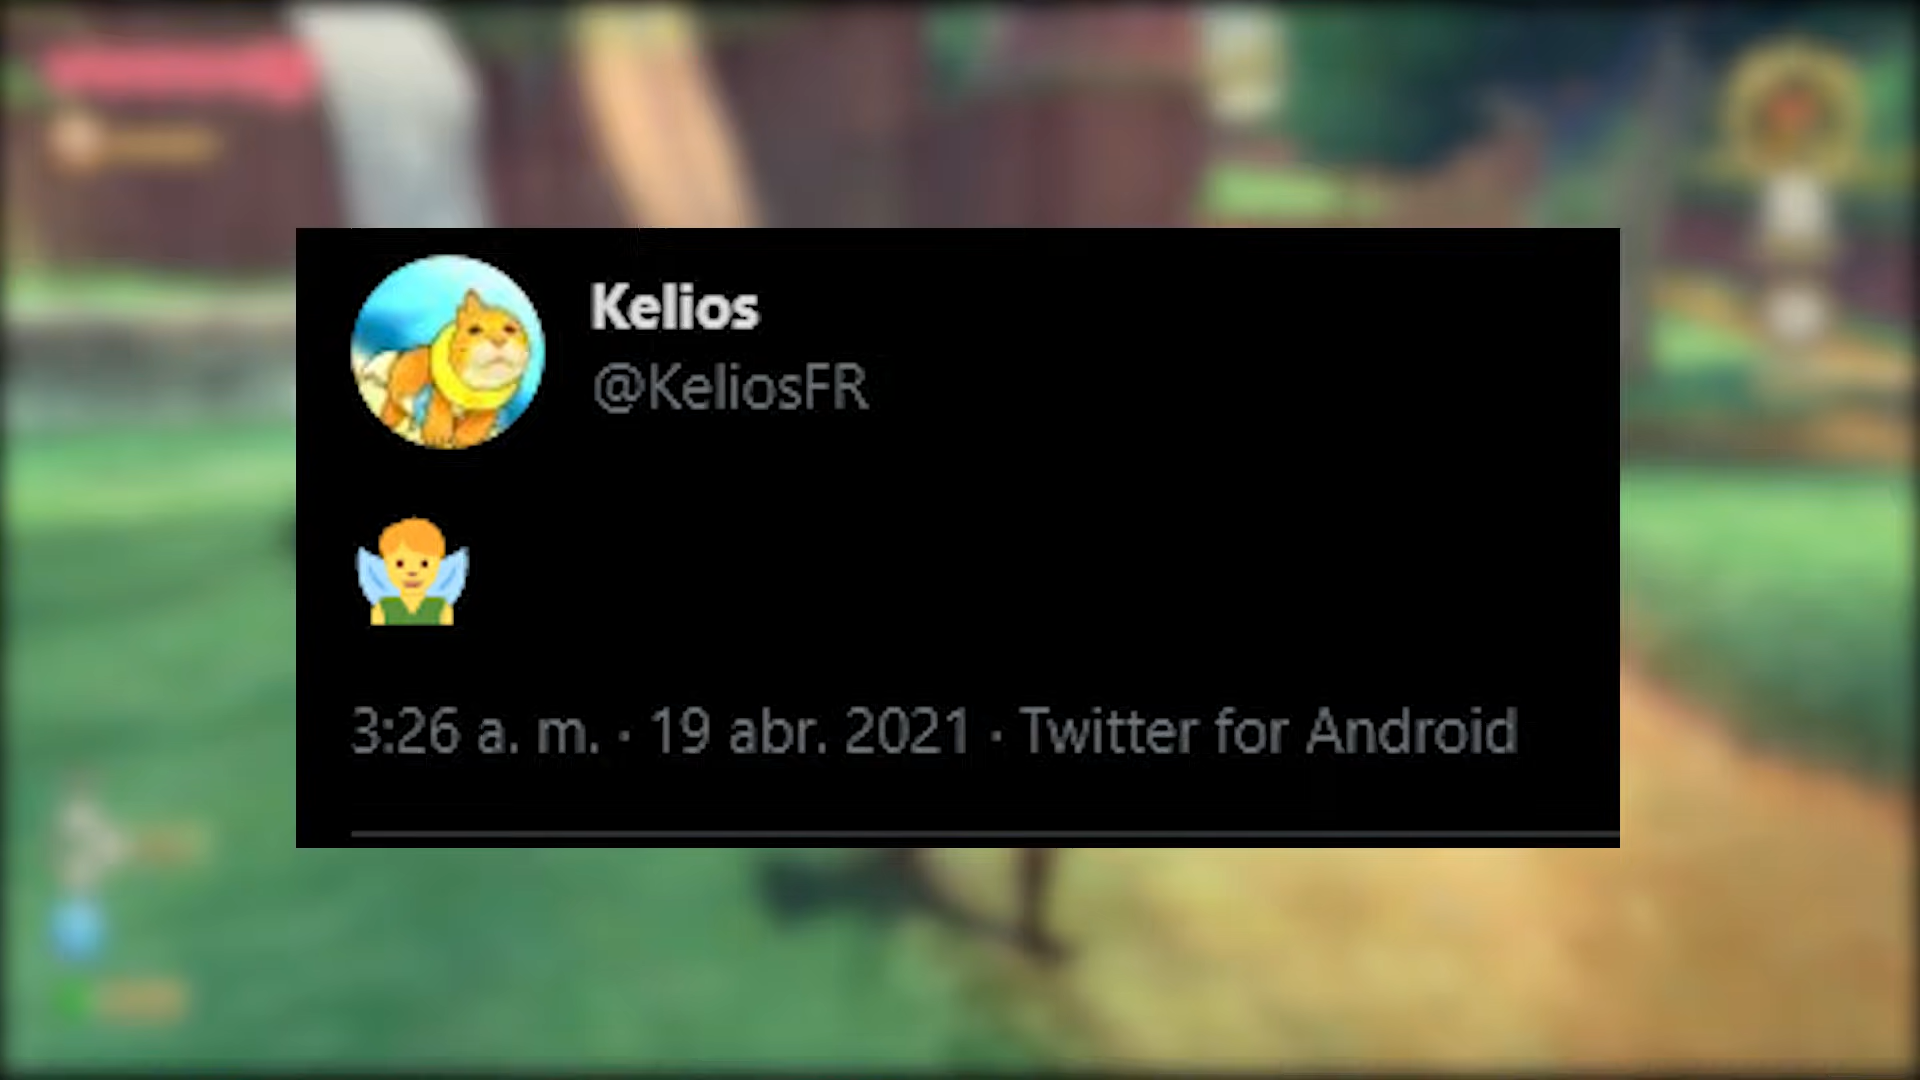 Kelios
@KeliosFR
🧚‍♂️
3:26 a. m. · 19 abr. 2021 · Twitter for Android